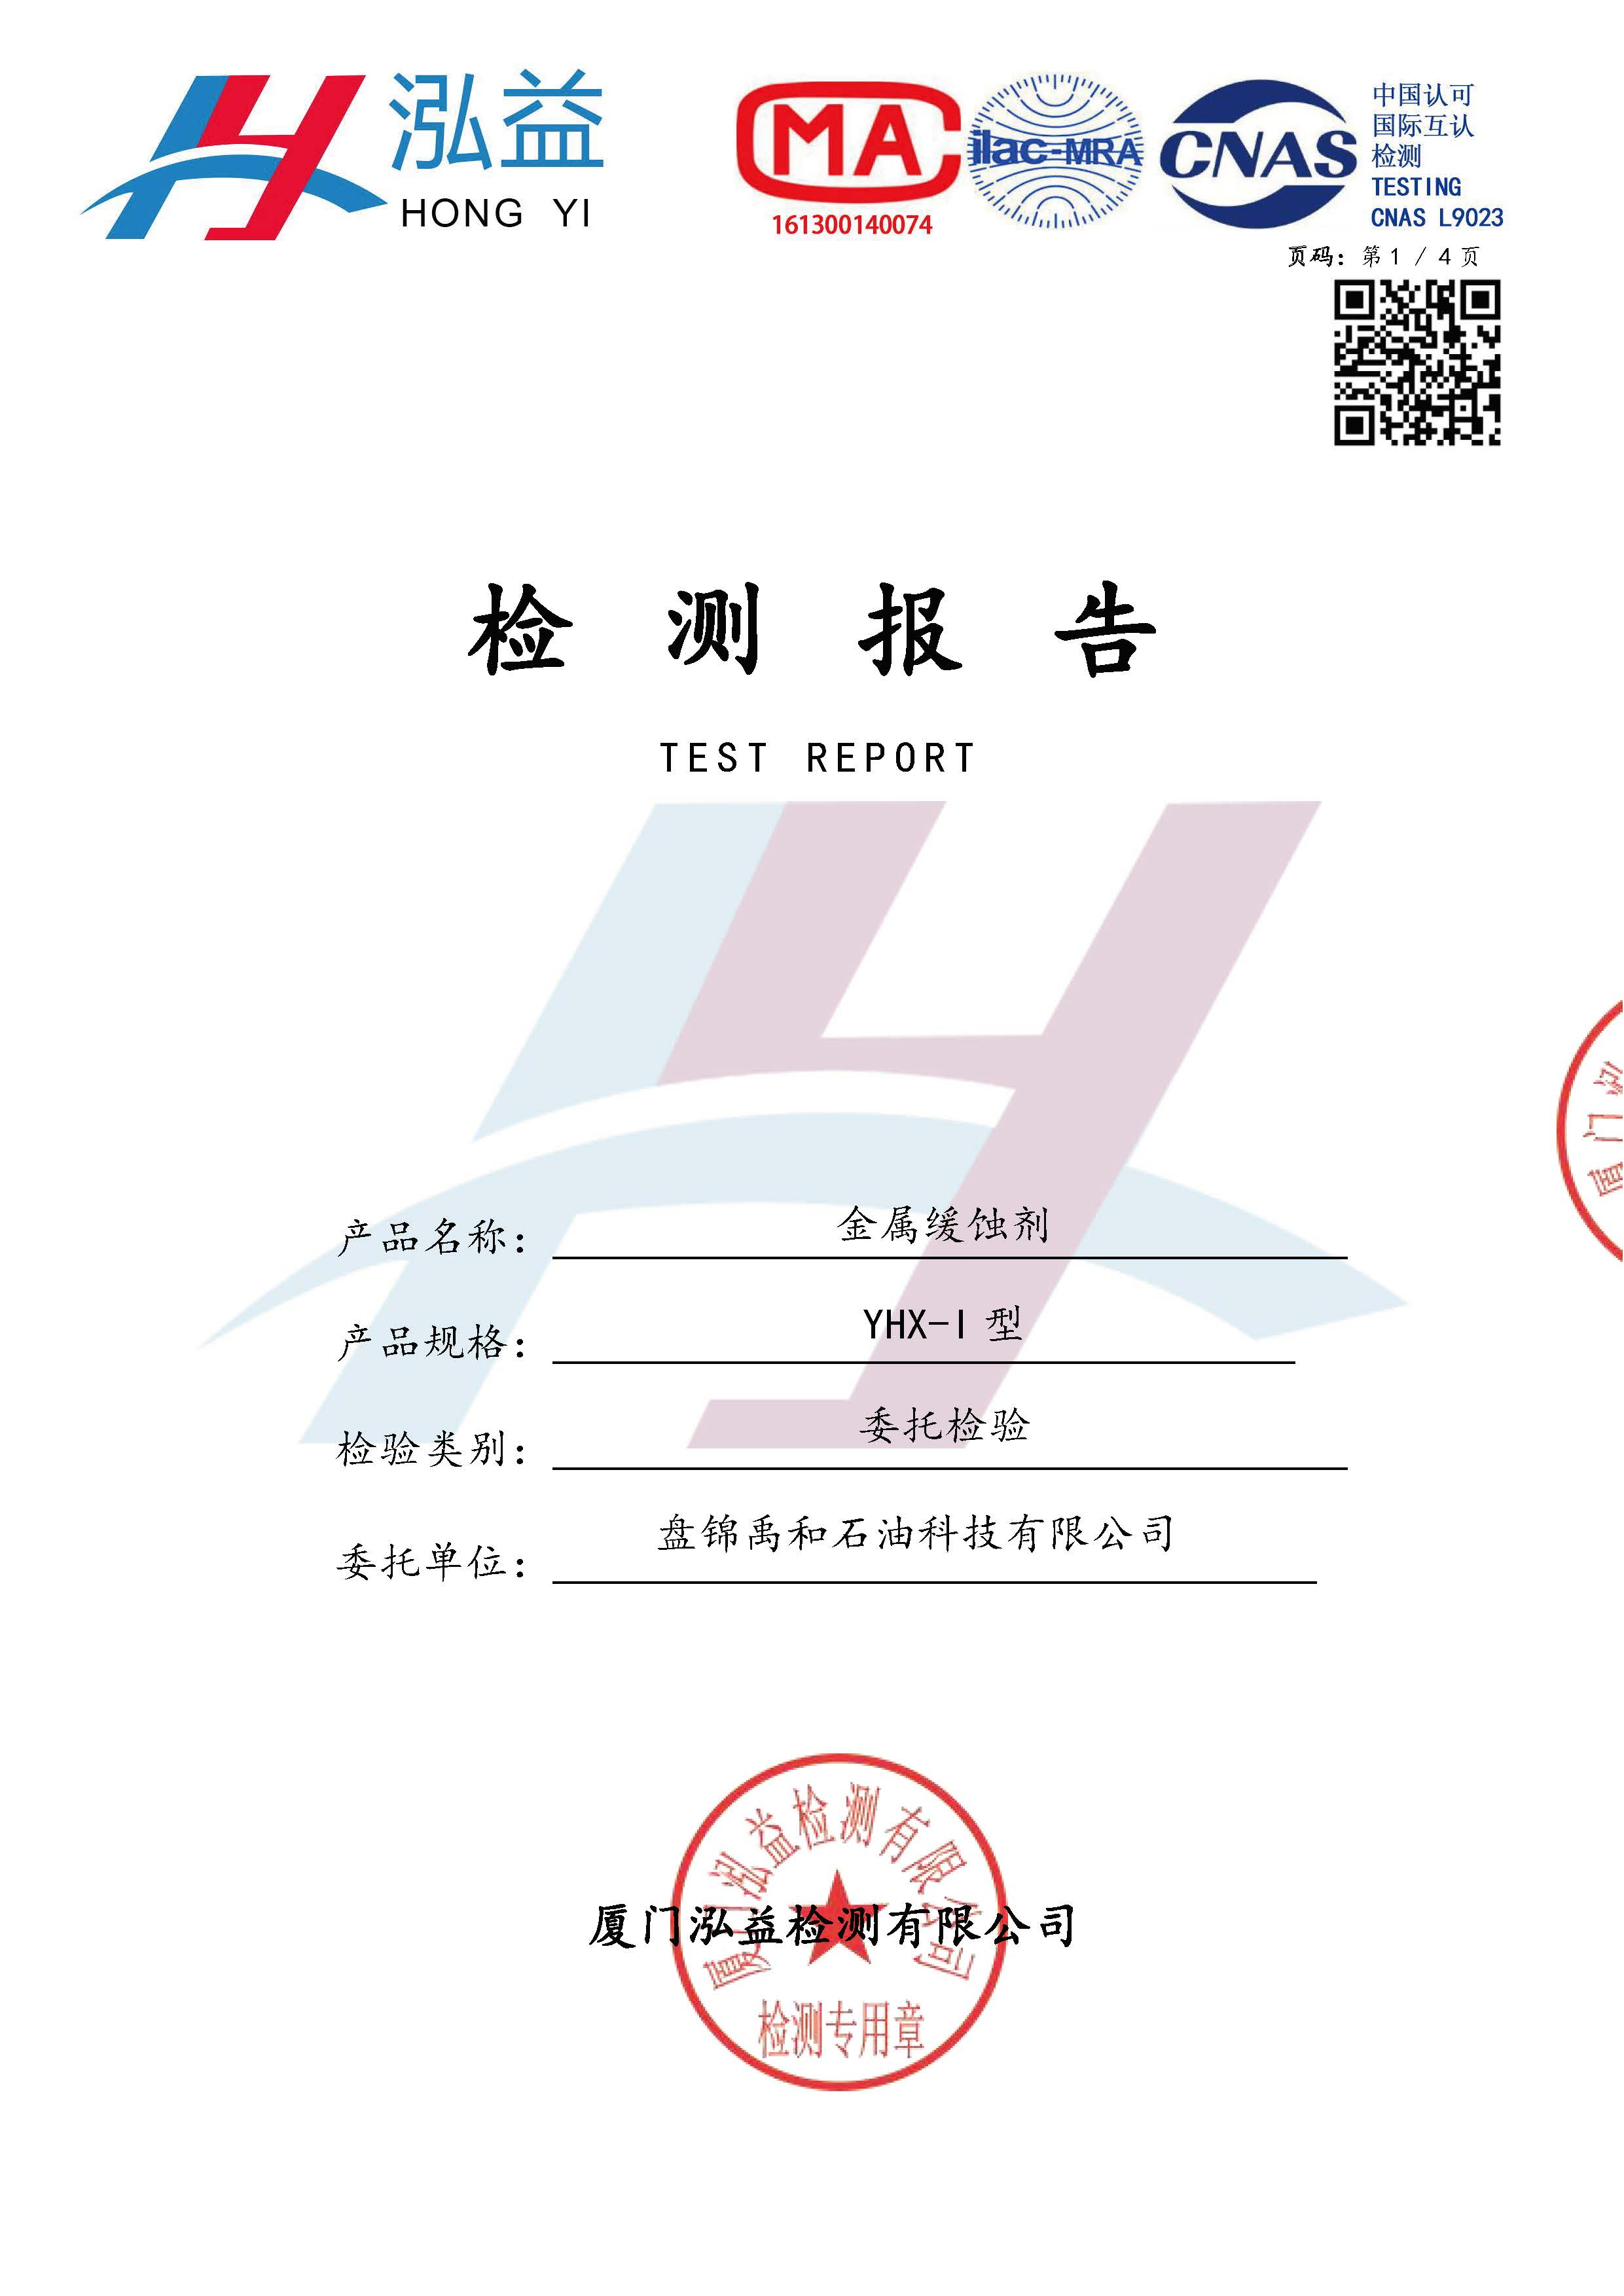 泓益
HONG YI
MA
161300140074
ilac-MRA
CNAS
中国认可
国际互认
检测
TESTING
CNAS L9023
页码：第 1 / 4 页
检 测 报 告
TEST REPORT
厦门泓
产品名称： 金属缓蚀剂
产品规格： YHX-I 型
检验类别： 委托检验
委托单位： 盘锦禹和石油科技有限公司
厦门泓益检测有限公司
厦门泓益检测有限公司
检测专用章